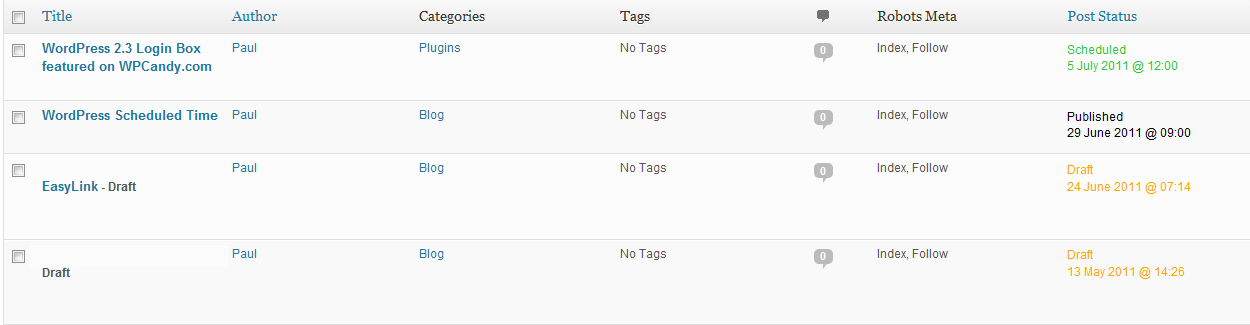 Title Author Categories Tags Robots Meta Post Status
WordPress 2.3 Login Box Paul Plugins No Tags 0 Index, Follow Scheduled
featured on WPCandy.com 5 July 2011 @ 12:00
WordPress Scheduled Time Paul Blog No Tags 0 Index, Follow Published
29 June 2011 @ 09:00
Paul Blog No Tags 0 Index, Follow Draft
EasyLink - Draft 24 June 2011 @ 07:14
Paul Blog No Tags 0 Index, Follow Draft
Draft 13 May 2011 @ 14:26